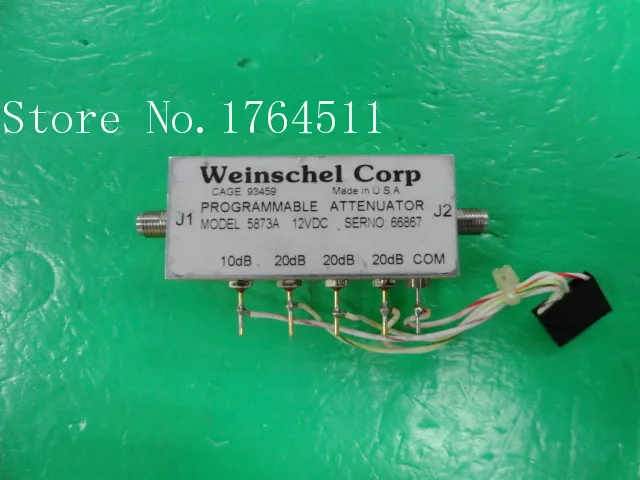 Store No. 1764511
Weinschel Corp
CAGE 93459 Made in U.S.A.
J1 PROGRAMMABLE ATTENUATOR J2
MODEL 5873A 12VDC SERNO: 66867
10dB 20dB 20dB 20dB COM